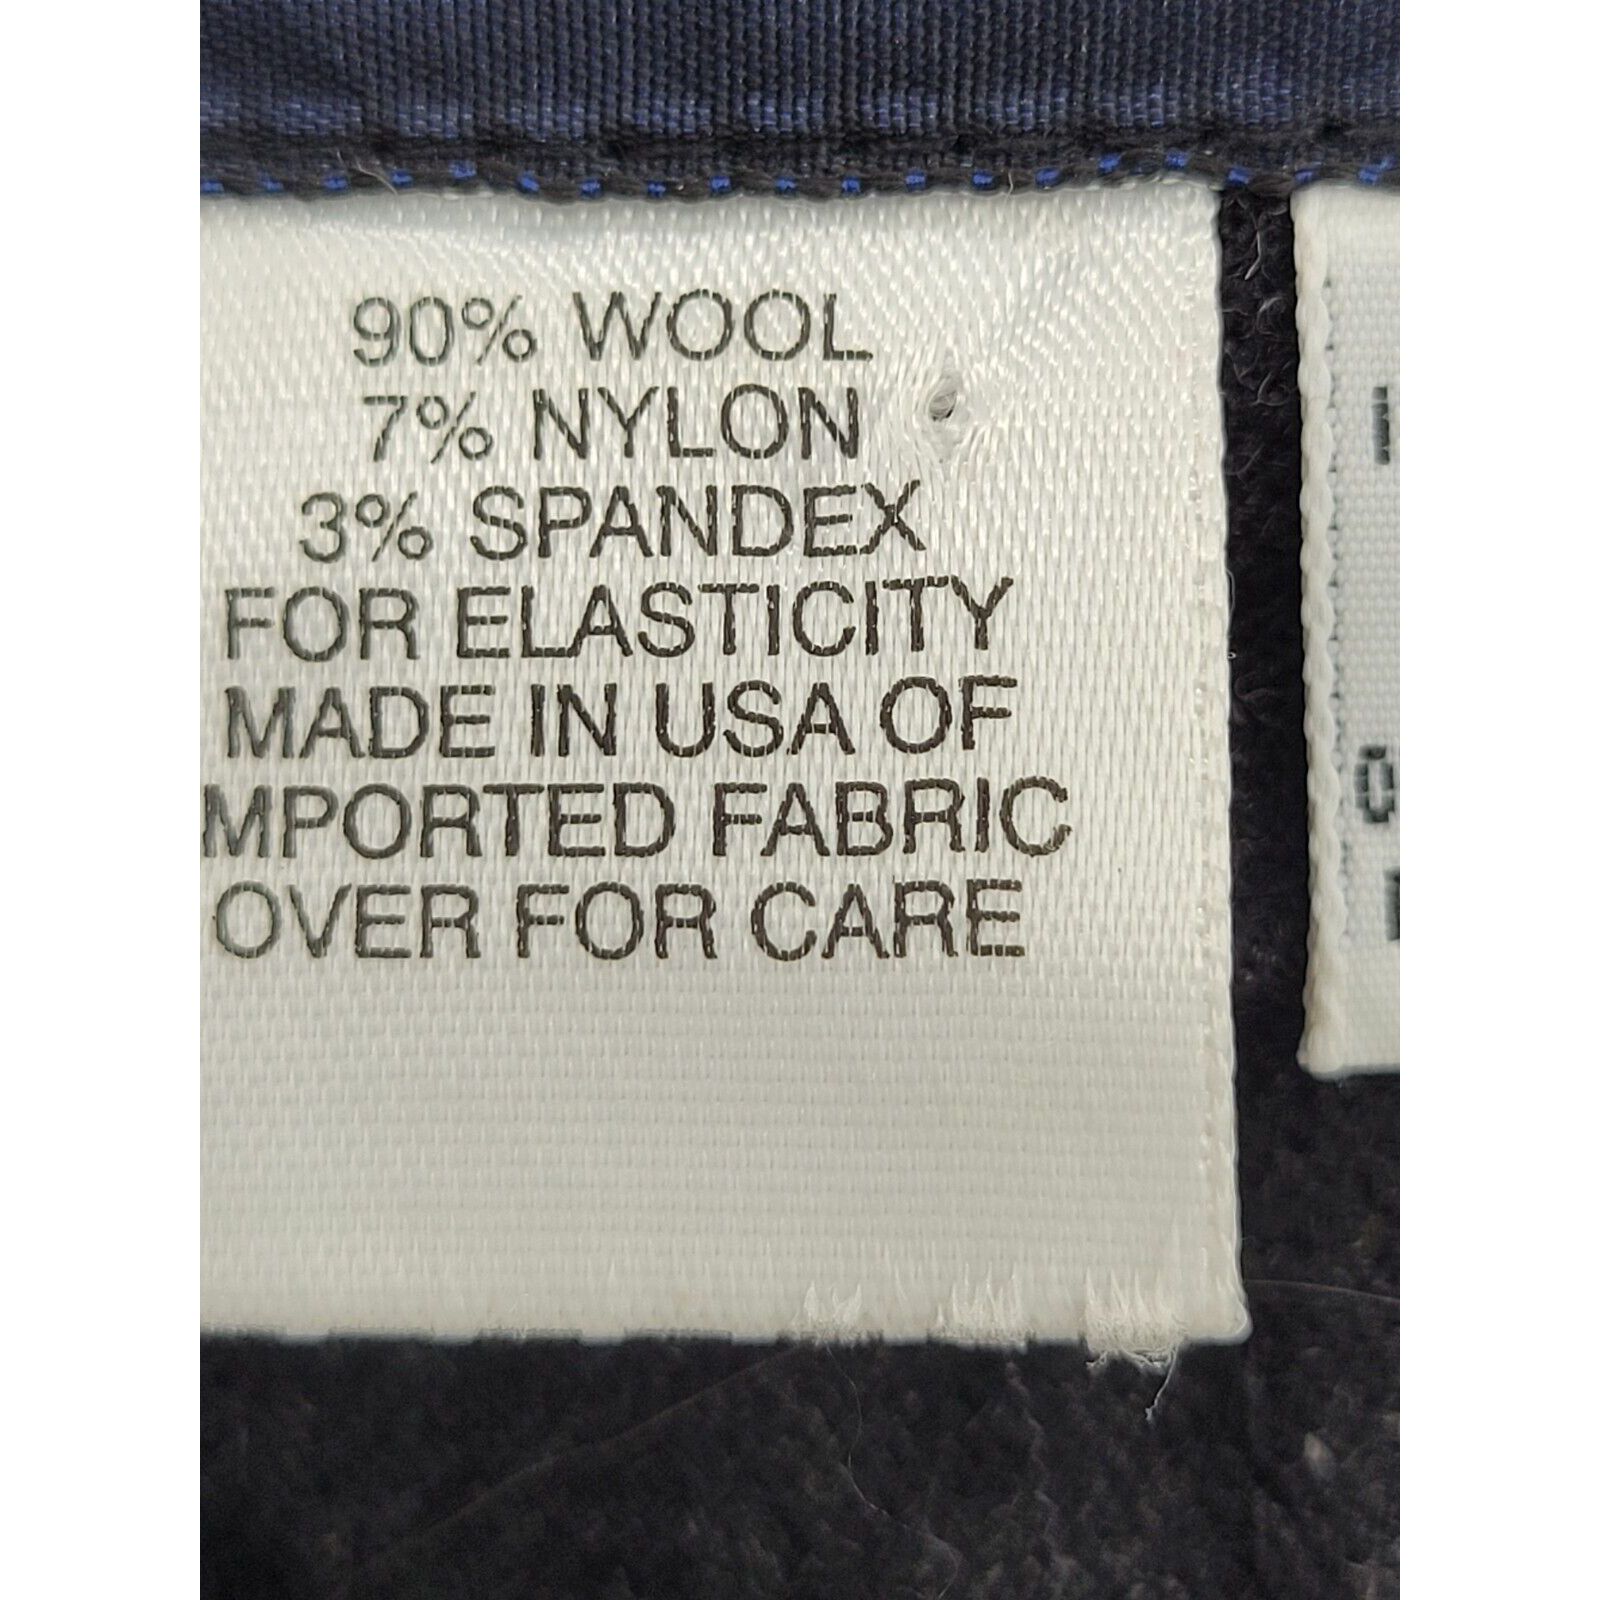 90% WOOL
7% NYLON
3% SPANDEX
FOR ELASTICITY
MADE IN USA OF
MPORTED FABRIC
OVER FOR CARE